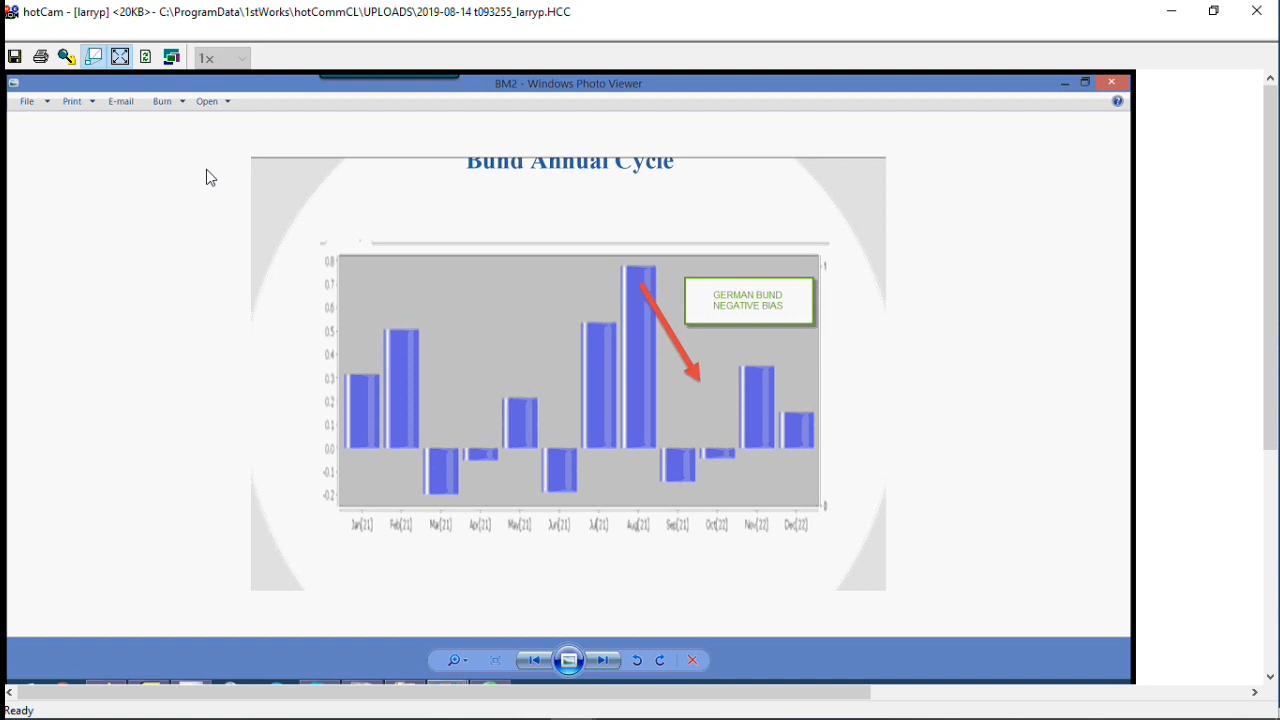 hotCam - [larryp] <20KB>- C:\ProgramData\1stWorks\hotCommCL\UPLOADS\2019-08-14 t093255_larryp.HCC
1x
BM2 - Windows Photo Viewer
File Print E-mail Burn Open
Bund Annual Cycle
0.8
0.7
0.6
0.5
0.4
0.3
0.2
0.1
0.0
-0.1
-0.2
1
0
GERMAN BUND
NEGATIVE BIAS
Jan[21] Feb[21] Mar[21] Apr[21] May[21] Jun[21] Jul[21] Aug[21] Sep[21] Oct[22] Nov[22] Dec[22]
Ready